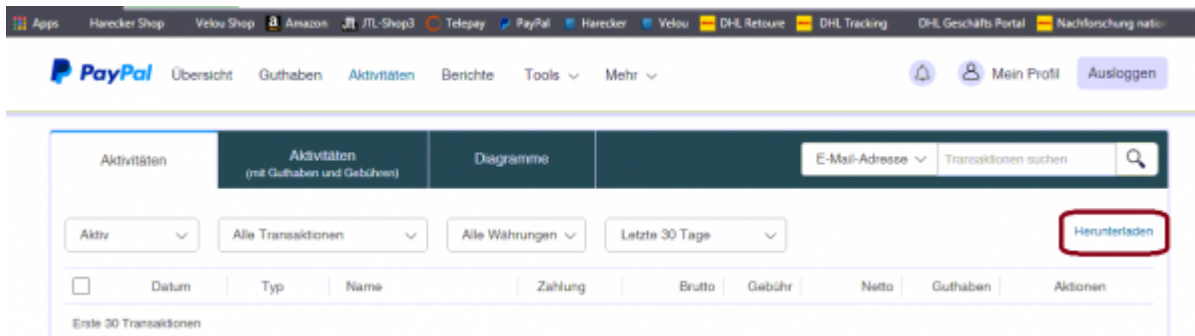 Apps Harecker Shop Velou Shop Amazon JTL-Shop3 Telepay PayPal Harecker Velou DHL Retoure DHL Tracking DHL Geschäfts Portal Nachforschung natio
PayPal Übersicht Guthaben Aktivitäten Berichte Tools Mehr Mein Profil Ausloggen
Aktivitäten
Aktivitäten
(mit Guthaben und Gebühren)
Diagramme
E-Mail-Adresse Transaktionen suchen
Aktiv Alle Transaktionen Alle Währungen Letzte 30 Tage Herunterladen
Datum Typ Name Zahlung Brutto Gebühr Netto Guthaben Aktionen
Erste 30 Transaktionen